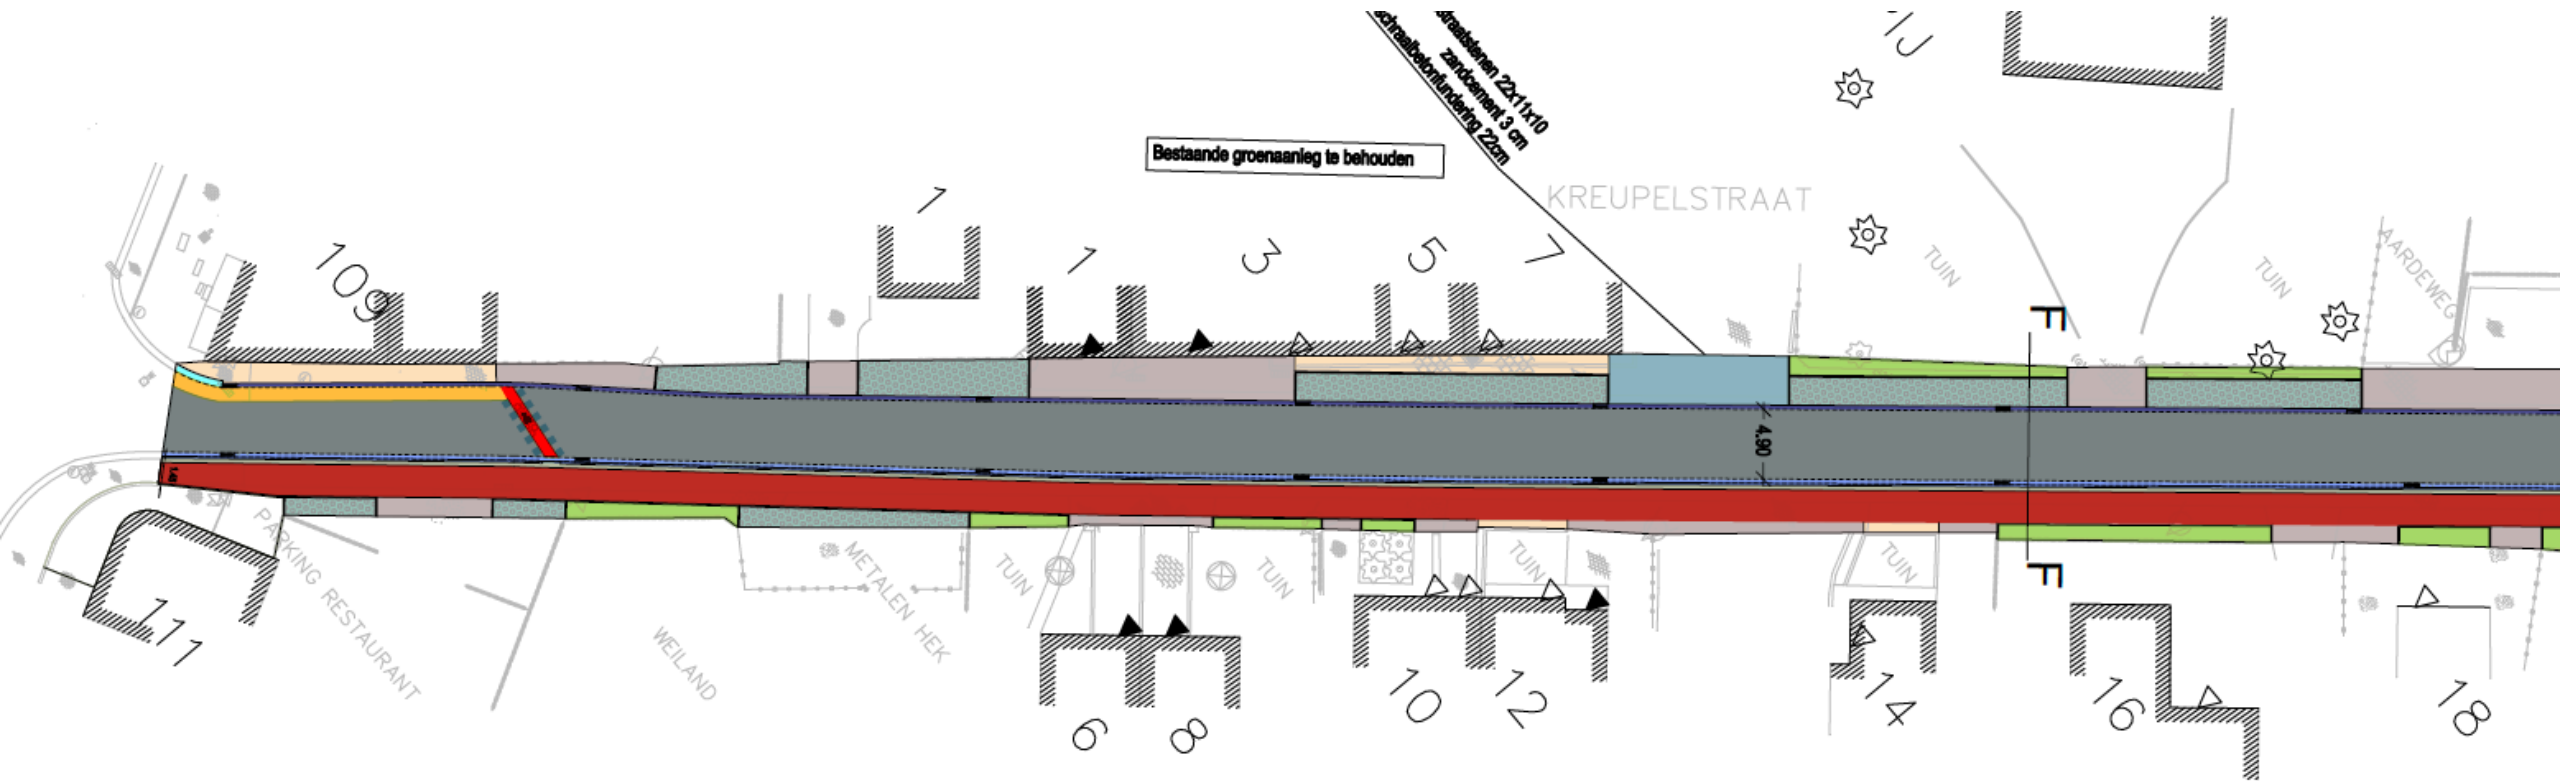 straatstenen 22x11x10
zandcement 3 cm
schraalbetonfundering 22cm
Bestaande groenaanleg te behouden
KREUPELSTRAAT
1
109
1
3
5
7
TUIN
TUIN
AARDEWEG
F
4.90
F
111
PARKING RESTAURANT
WEILAND
METALEN HEK
TUIN
TUIN
TUIN
TUIN
6
8
10
12
14
16
18